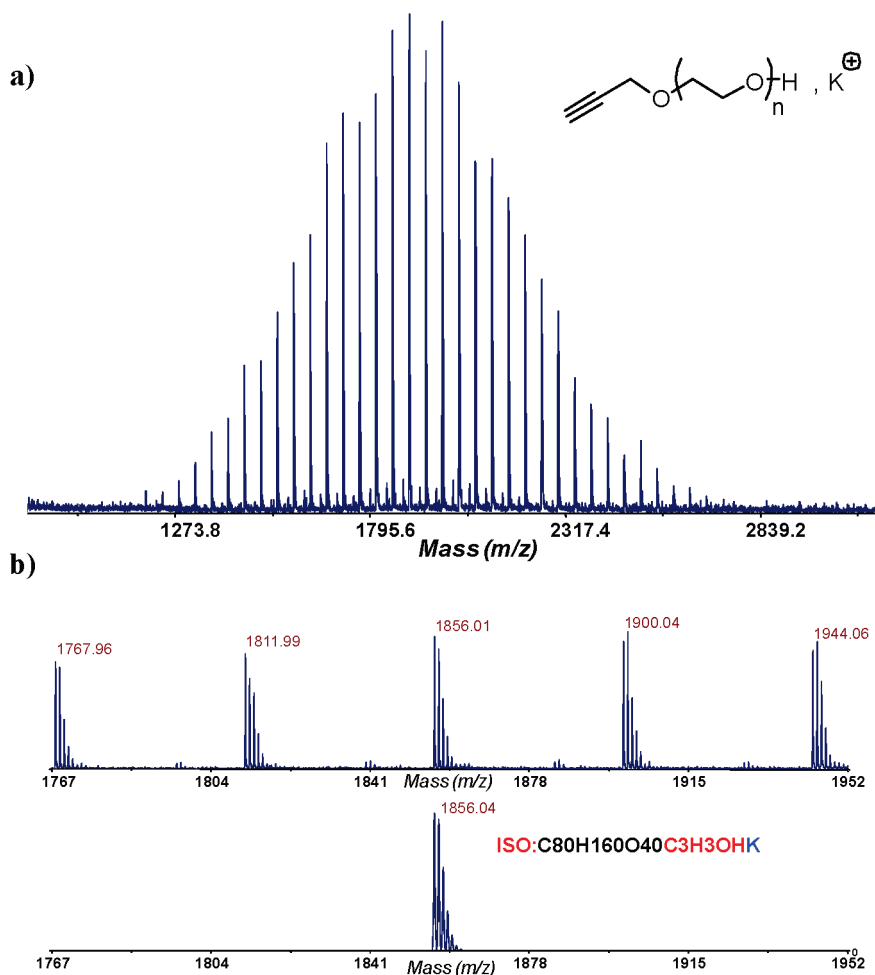 a)
O O H , K ⊕
n
1273.8 1795.6 2317.4 2839.2
Mass (m/z)
b)
1767.96 1811.99 1856.01 1900.04 1944.06
1767 1804 1841 1878 1915 1952
Mass (m/z)
1856.04
ISO:C80H160O40C3H3OHK
0
1767 1804 1841 1878 1915 1952
Mass (m/z)